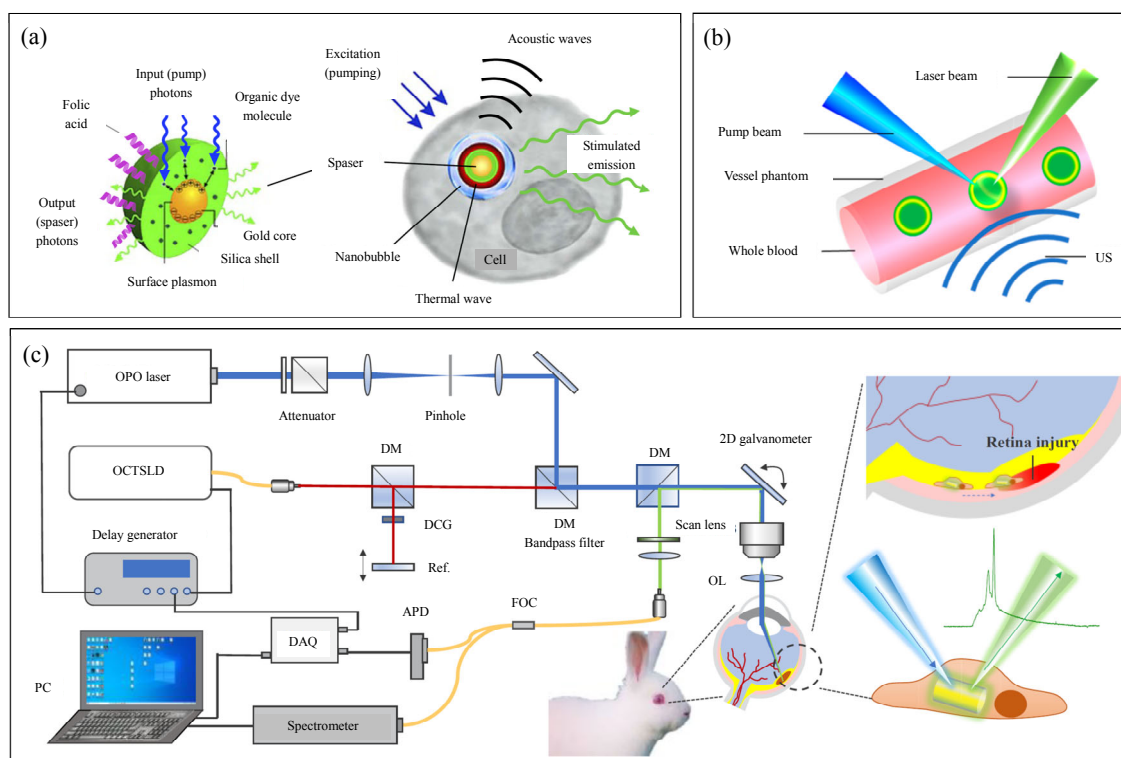 (a)
Input (pump)
photons
Organic dye
molecule
Folic
acid
Output
(spaser)
photons
Gold core
Silica shell
Surface plasmon
Excitation
(pumping)
Acoustic waves
Spaser
Stimulated
emission
Nanobubble
Cell
Thermal wave
(b)
Laser beam
Pump beam
Vessel phantom
Whole blood
US
(c)
OPO laser
Attenuator
Pinhole
OCTSLD
DM
DCG
Ref.
DM
Bandpass filter
DM
2D galvanometer
Scan lens
OL
Delay generator
DAQ
APD
FOC
PC
Spectrometer
Retina injury